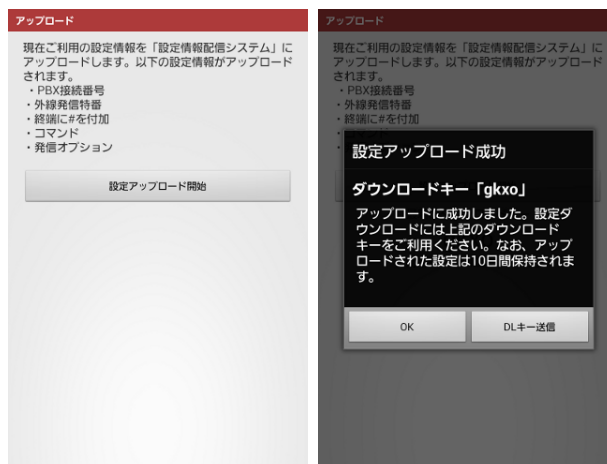 アップロード
現在ご利用の設定情報を「設定情報配信システム」に
アップロードします。以下の設定情報がアップロード
されます。
・PBX接続番号
・外線発信特番
・終端に#を付加
・コマンド
・発信オプション
設定アップロード開始
アップロード
現在ご利用の設定情報を「設定情報配信システム」に
アップロードします。以下の設定情報がアップロード
されます。
・PBX接続番号
・外線発信特番
・終端に#を付加
設定アップロード成功
ダウンロードキー「gkxo」
アップロードに成功しました。設定ダ
ウンロードには上記のダウンロード
キーをご利用ください。なお、アップ
ロードされた設定は10日間保持されま
す。
OK
DLキー送信